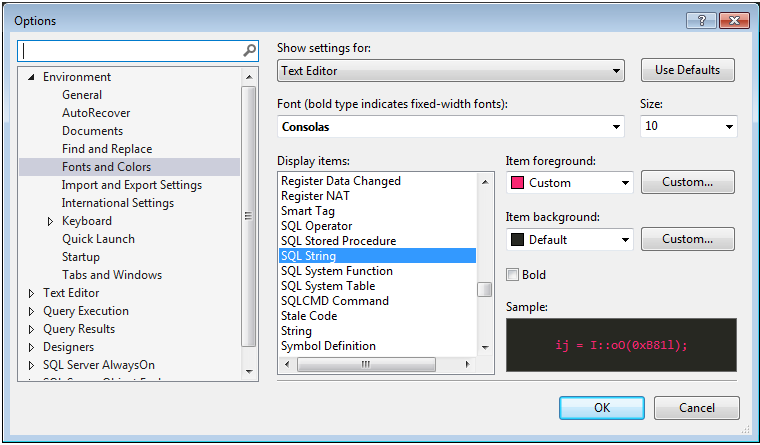 Options
Environment
General
AutoRecover
Documents
Find and Replace
Fonts and Colors
Import and Export Settings
International Settings
Keyboard
Quick Launch
Startup
Tabs and Windows
Text Editor
Query Execution
Query Results
Designers
SQL Server AlwaysOn
Show settings for:
Text Editor
Use Defaults
Font (bold type indicates fixed-width fonts):
Size:
Consolas
10
Display items:
Register Data Changed
Register NAT
Smart Tag
SQL Operator
SQL Stored Procedure
SQL String
SQL System Function
SQL System Table
SQLCMD Command
Stale Code
String
Symbol Definition
Item foreground:
Custom
Custom...
Item background:
Default
Custom...
Bold
Sample:
ij = I::oO(0xB81l);
OK
Cancel